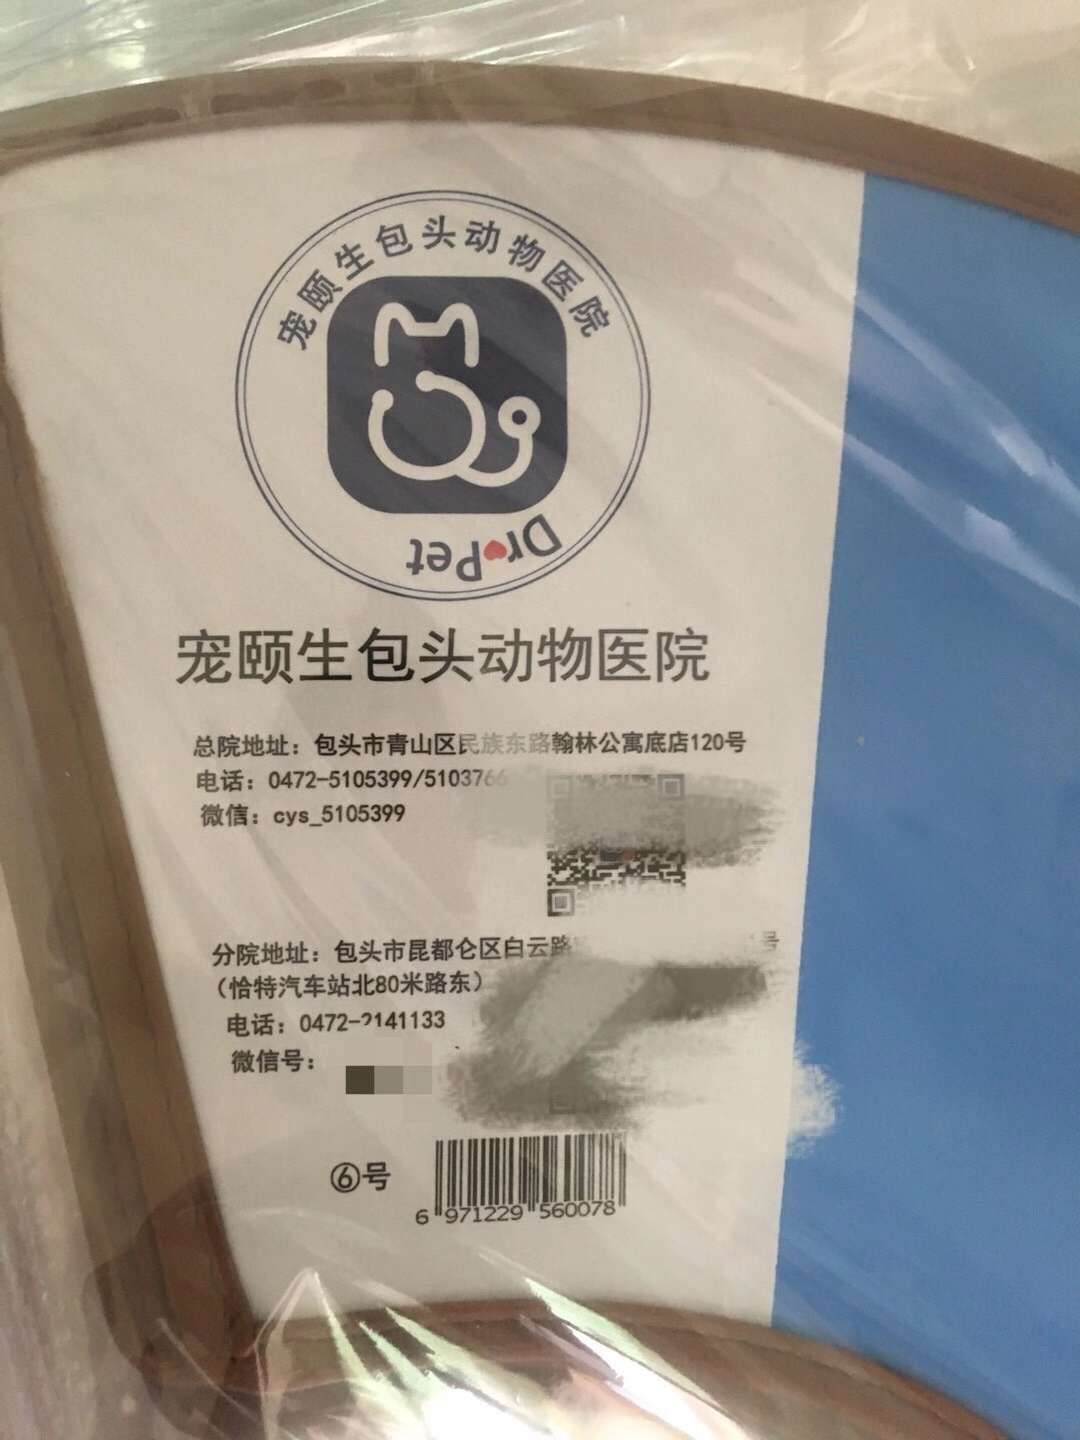 宠颐生包头动物医院
Dr Pet
宠颐生包头动物医院
总院地址：包头市青山区民族东路翰林公寓底店120号
电话：0472-5105399/5103766
微信：cys_5105399
分院地址：包头市昆都仑区白云路 号
（恰特汽车站北80米路东）
电话：0472-2141133
微信号：
⑥号
6 971229 560078